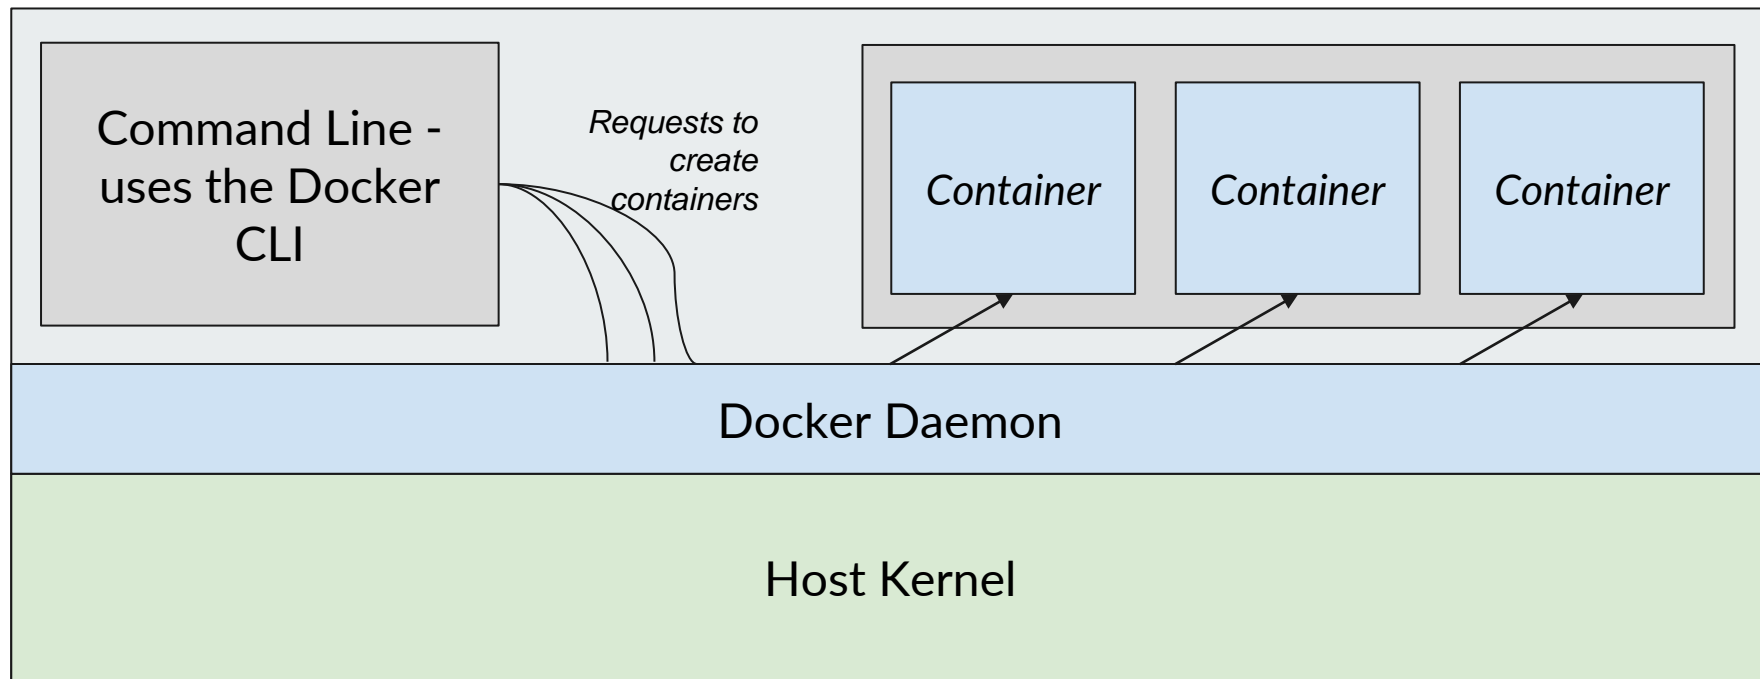 Command Line -
uses the Docker
CLI
Requests to
create
containers
Container
Container
Container
Docker Daemon
Host Kernel